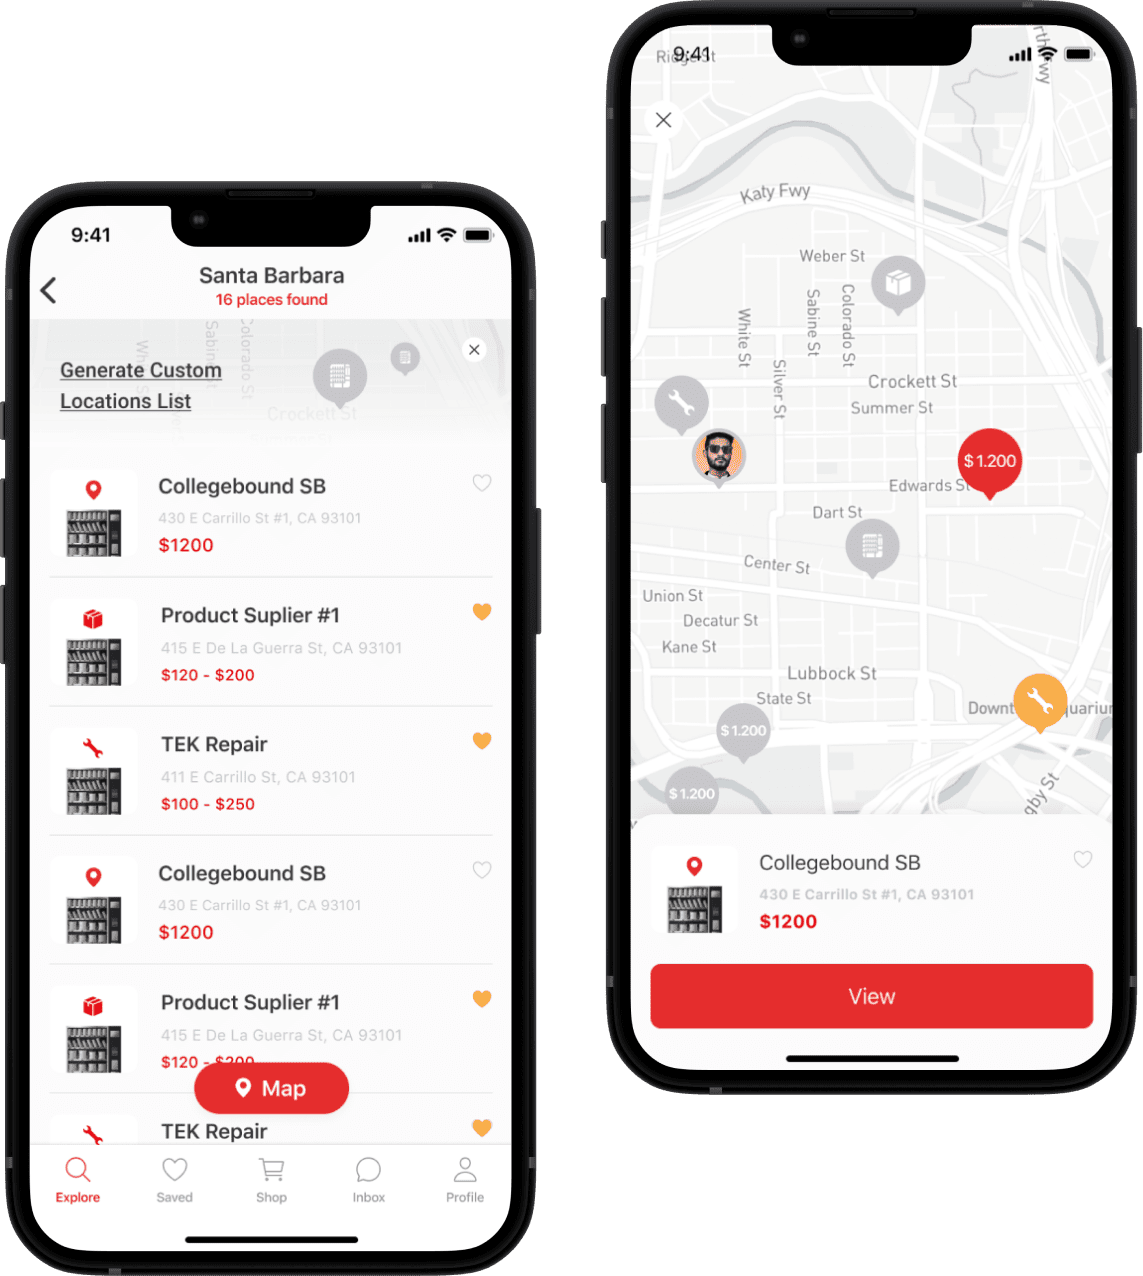 9:41
Santa Barbara
16 places found
Sabine St
Colorado St
Crockett St
Generate Custom
Locations List
Collegebound SB
430 E Carrillo St #1, CA 93101
$1200
Product Suplier #1
415 E De La Guerra St, CA 93101
$120 - $200
TEK Repair
411 E Carrillo St, CA 93101
$100 - $250
Collegebound SB
430 E Carrillo St #1, CA 93101
$1200
Product Suplier #1
415 E De La Guerra St, CA 93101
$120 - $200
Map
TEK Repair
Explore
Saved
Shop
Inbox
Profile
9:41
Katy Fwy
Weber St
White St
Sabine St
Colorado St
Silver St
Crockett St
Summer St
$ 1.200
Edwards St
Dart St
Center St
Union St
Decatur St
Kane St
Lubbock St
State St
$ 1.200
$ 1.200
Collegebound SB
430 E Carrillo St #1, CA 93101
$1200
View